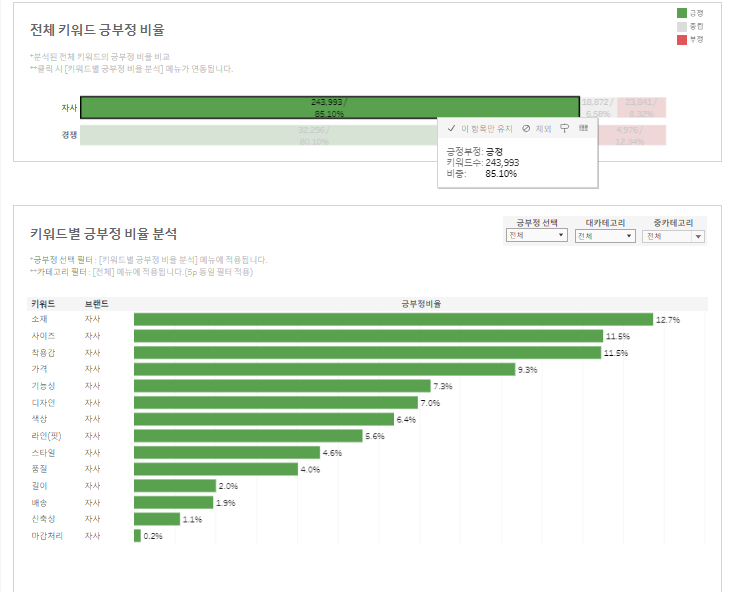 전체 키워드 긍부정 비율
긍정
중립
부정
*분석된 전체 키워드의 긍부정 비율 비교
**클릭 시 [키워드별 긍부정 비율 분석] 메뉴가 연동됩니다.
자사
243,993 /
85.10%
18,872 /
6.58%
23,841 /
8.32%
경쟁
32,296 /
80.10%
4,976 /
12.34%
이 항목만 유지
제외
긍정부정: 긍정
키워드수: 243,993
비중: 85.10%
키워드별 긍부정 비율 분석
긍부정 선택
대카테고리
중카테고리
전체
전체
전체
*긍부정 선택 필터 : [키워드별 긍부정 비율 분석] 메뉴에 적용됩니다.
**카테고리 필터 : [전체] 메뉴에 적용됩니다.(5p 동일 필터 적용)
키워드 브랜드 긍부정비율
소재 자사 12.7%
사이즈 자사 11.5%
착용감 자사 11.5%
가격 자사 9.3%
기능성 자사 7.3%
디자인 자사 7.0%
색상 자사 6.4%
라인(핏) 자사 5.6%
스타일 자사 4.6%
품질 자사 4.0%
길이 자사 2.0%
배송 자사 1.9%
신축성 자사 1.1%
마감처리 자사 0.2%